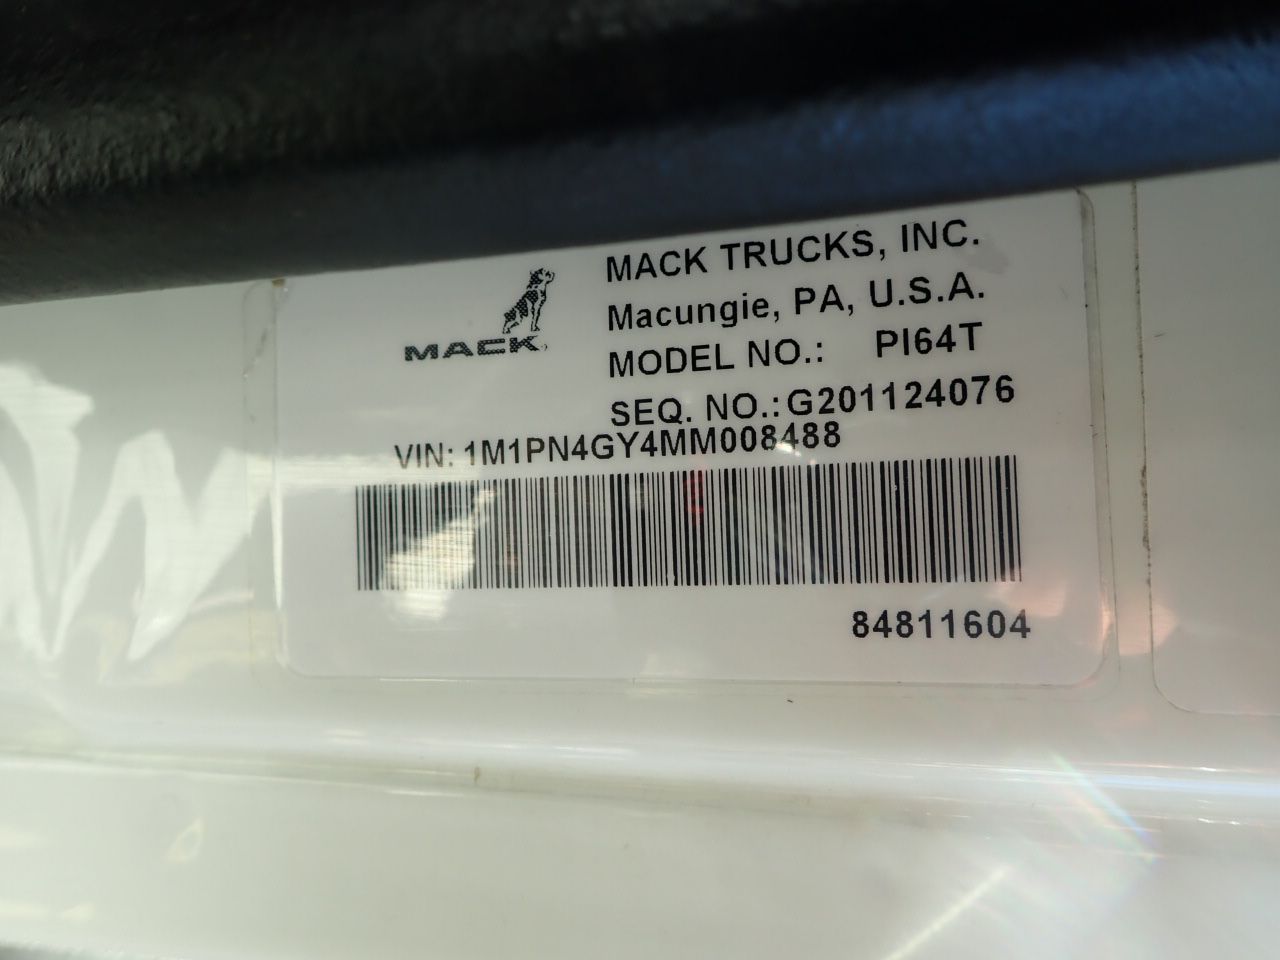 MACK
MACK TRUCKS, INC.
Macungie, PA, U.S.A.
MODEL NO.: PI64T
SEQ. NO.:G201124076
VIN: 1M1PN4GY4MM008488
84811604